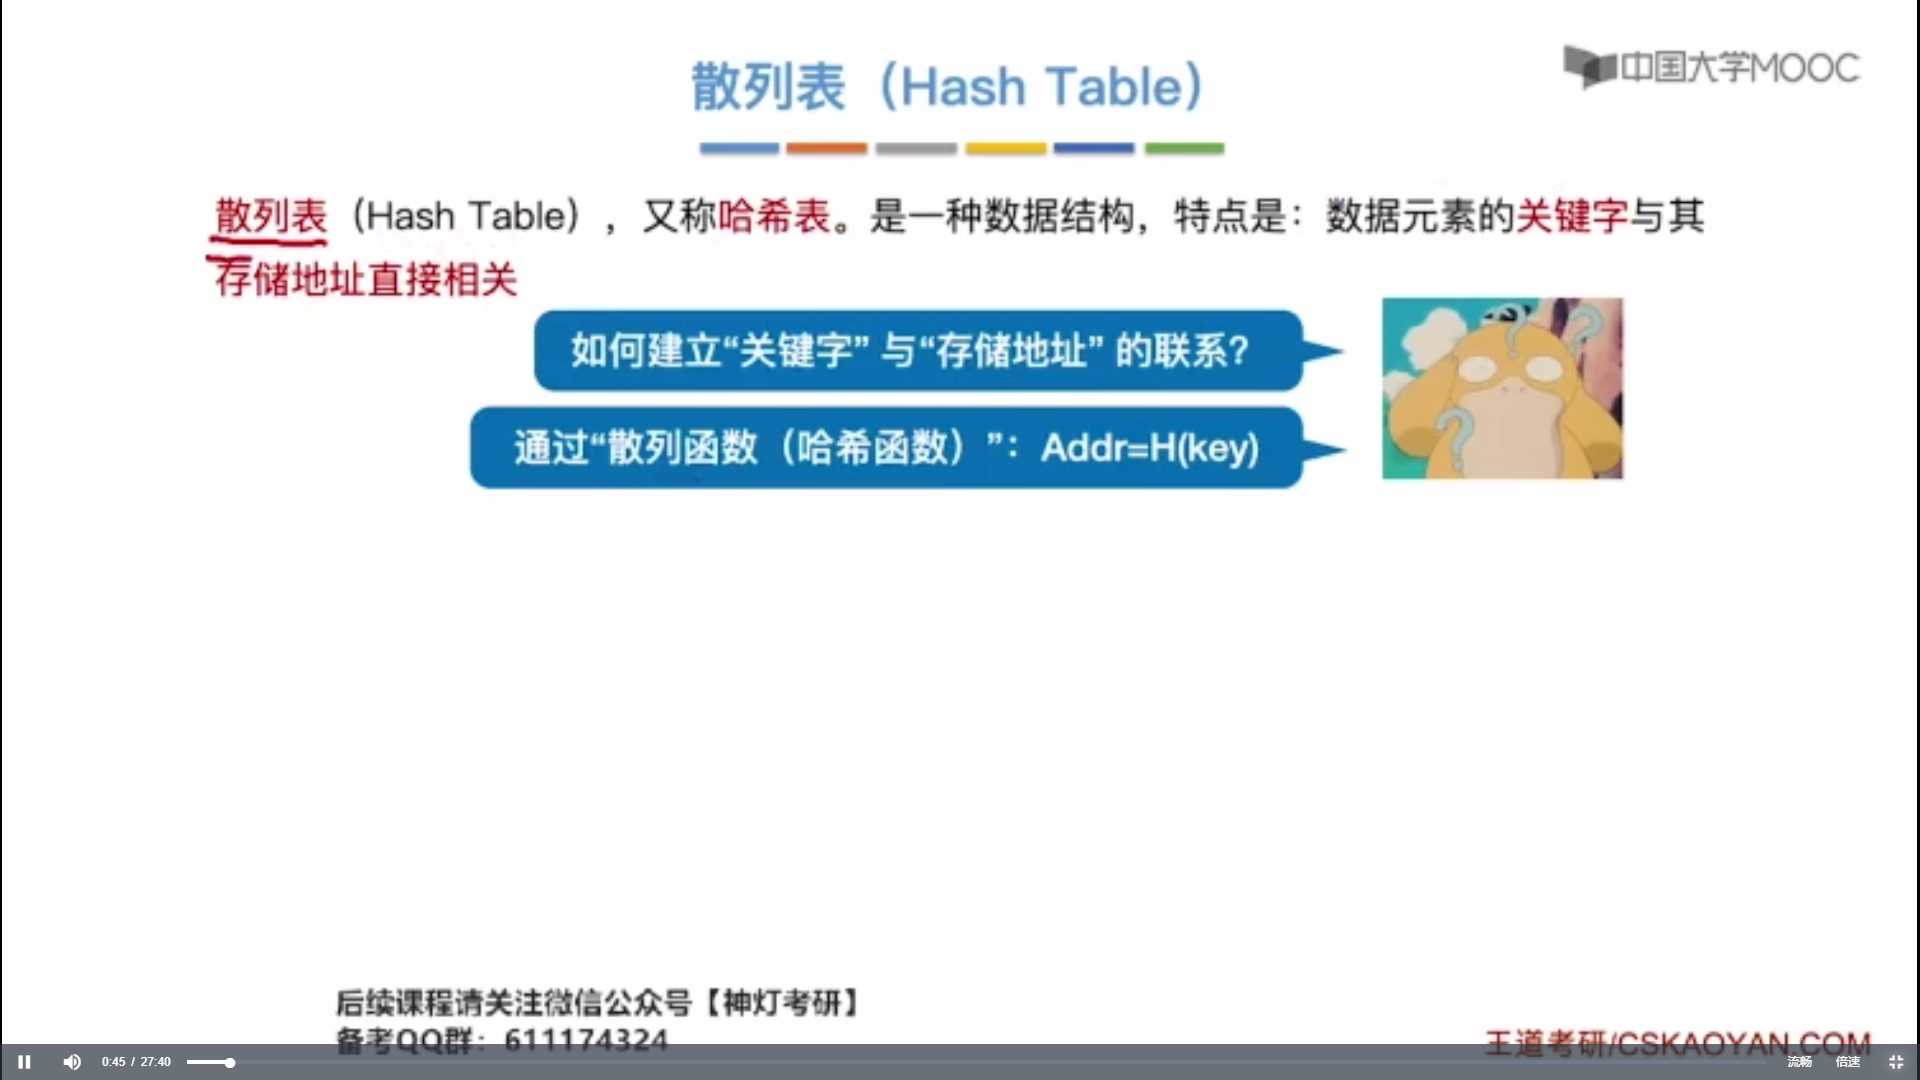 中国大学MOOC
散列表（Hash Table）
散列表（Hash Table），又称哈希表。是一种数据结构，特点是：数据元素的关键字与其
存储地址直接相关
如何建立“关键字” 与“存储地址” 的联系？
通过“散列函数（哈希函数）”：Addr=H(key)
后续课程请关注微信公众号【神灯考研】
备考QQ群：611174324
王道考研/CSKAOYAN.COM
0:45 / 27:40
流畅
倍速